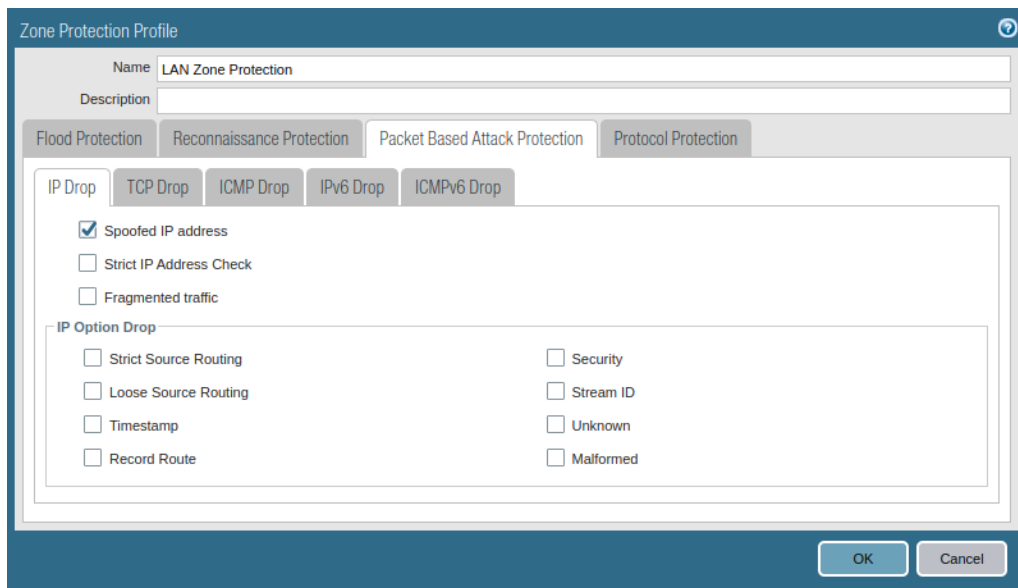 Zone Protection Profile
Name LAN Zone Protection
Description
Flood Protection Reconnaissance Protection Packet Based Attack Protection Protocol Protection
IP Drop TCP Drop ICMP Drop IPv6 Drop ICMPv6 Drop
Spoofed IP address
Strict IP Address Check
Fragmented traffic
IP Option Drop
Strict Source Routing Security
Loose Source Routing Stream ID
Timestamp Unknown
Record Route Malformed
OK Cancel